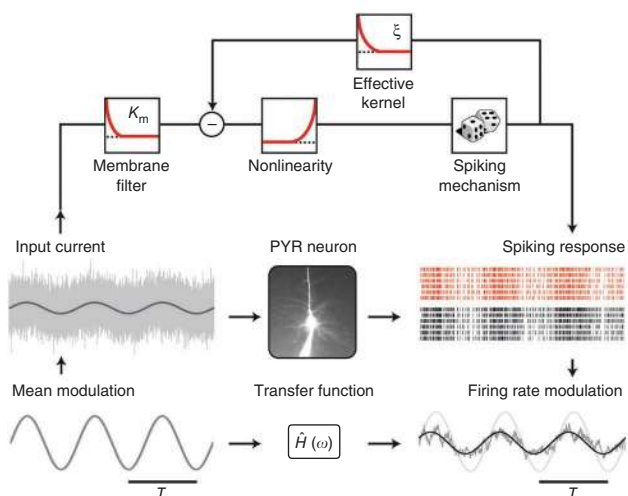 ξ
Effective
kernel
Km
−
Membrane
filter
Nonlinearity
Spiking
mechanism
Input current
PYR neuron
Spiking response
Mean modulation
Transfer function
Firing rate modulation
Ĥ (ω)
T
T